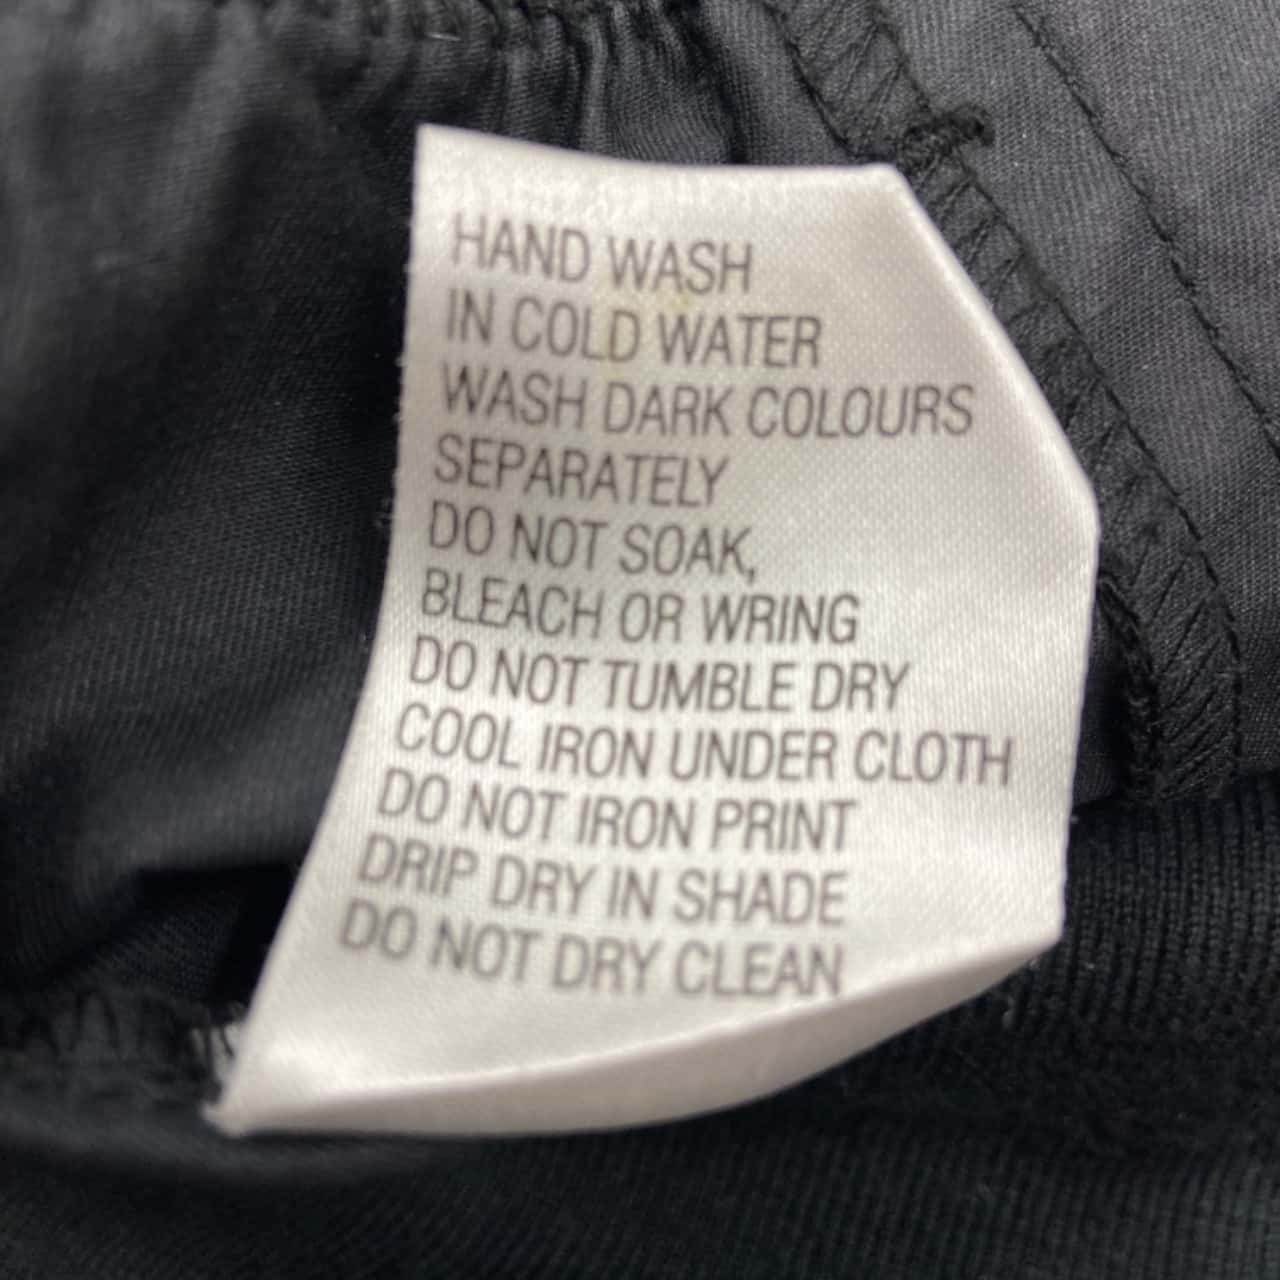 HAND WASH
IN COLD WATER
WASH DARK COLOURS
SEPARATELY
DO NOT SOAK,
BLEACH OR WRING
DO NOT TUMBLE DRY
COOL IRON UNDER CLOTH
DO NOT IRON PRINT
DRIP DRY IN SHADE
DO NOT DRY CLEAN